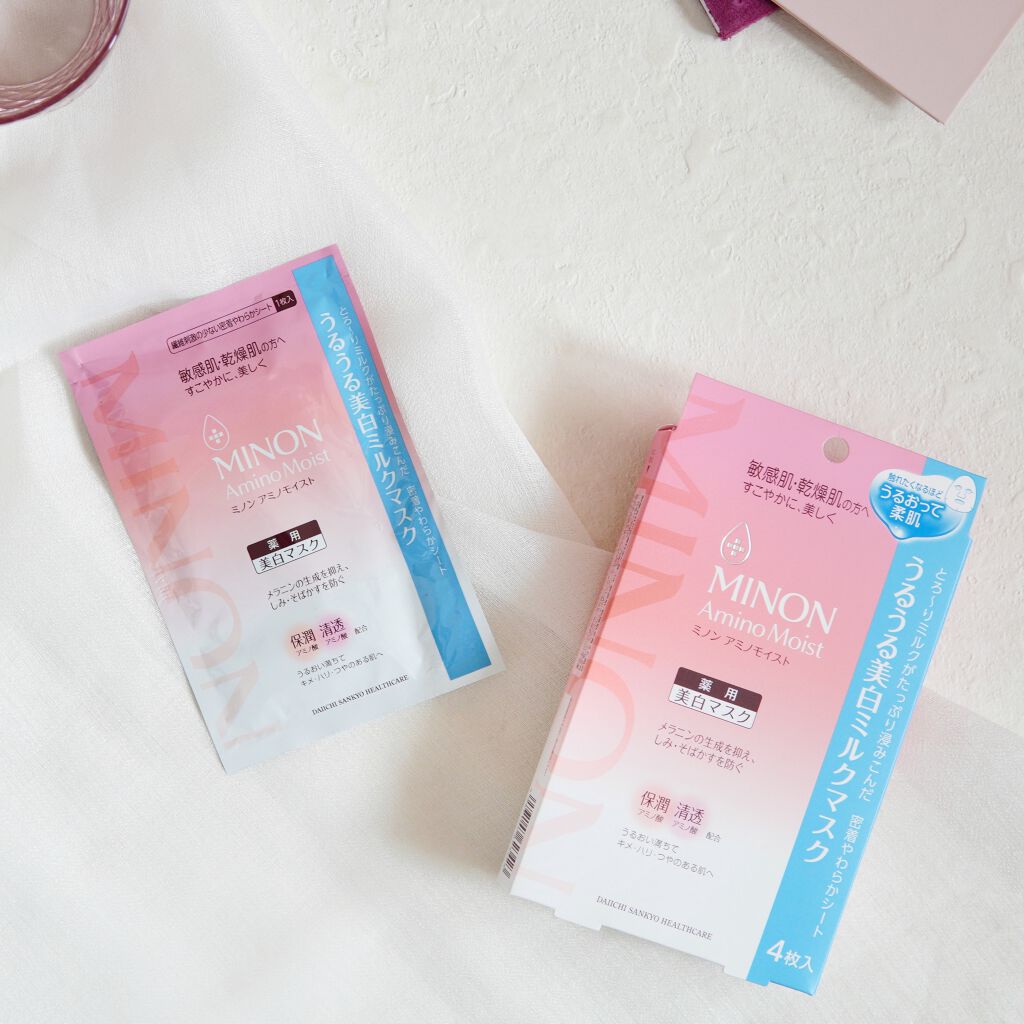 繊維刺激の少ない密着やわらかシート 1枚入
敏感肌・乾燥肌の方へ
すこやかに、美しく
MINON
MINON
Amino Moist
ミノン アミノモイスト
薬用
美白マスク
メラニンの生成を抑え、
しみ・そばかすを防ぐ
保潤 清透
アミノ酸 アミノ酸 配合
うるおい満ちて
キメ・ハリ・つやのある肌へ
DAIICHI SANKYO HEALTHCARE
とろ~りミルクがたっぷり浸みこんだ 密着やわらかシート
うるうる美白ミルクマスク
敏感肌・乾燥肌の方へ
すこやかに、美しく
触れたくなるほど
うるおって
柔肌
MINON
MINON
Amino Moist
ミノン アミノモイスト
薬用
美白マスク
メラニンの生成を抑え、
しみ・そばかすを防ぐ
保潤 清透
アミノ酸 アミノ酸 配合
うるおい満ちて
キメ・ハリ・つやのある肌へ
DAIICHI SANKYO HEALTHCARE
とろ~りミルクがたっぷり浸みこんだ 密着やわらかシート
うるうる美白ミルクマスク
4枚入